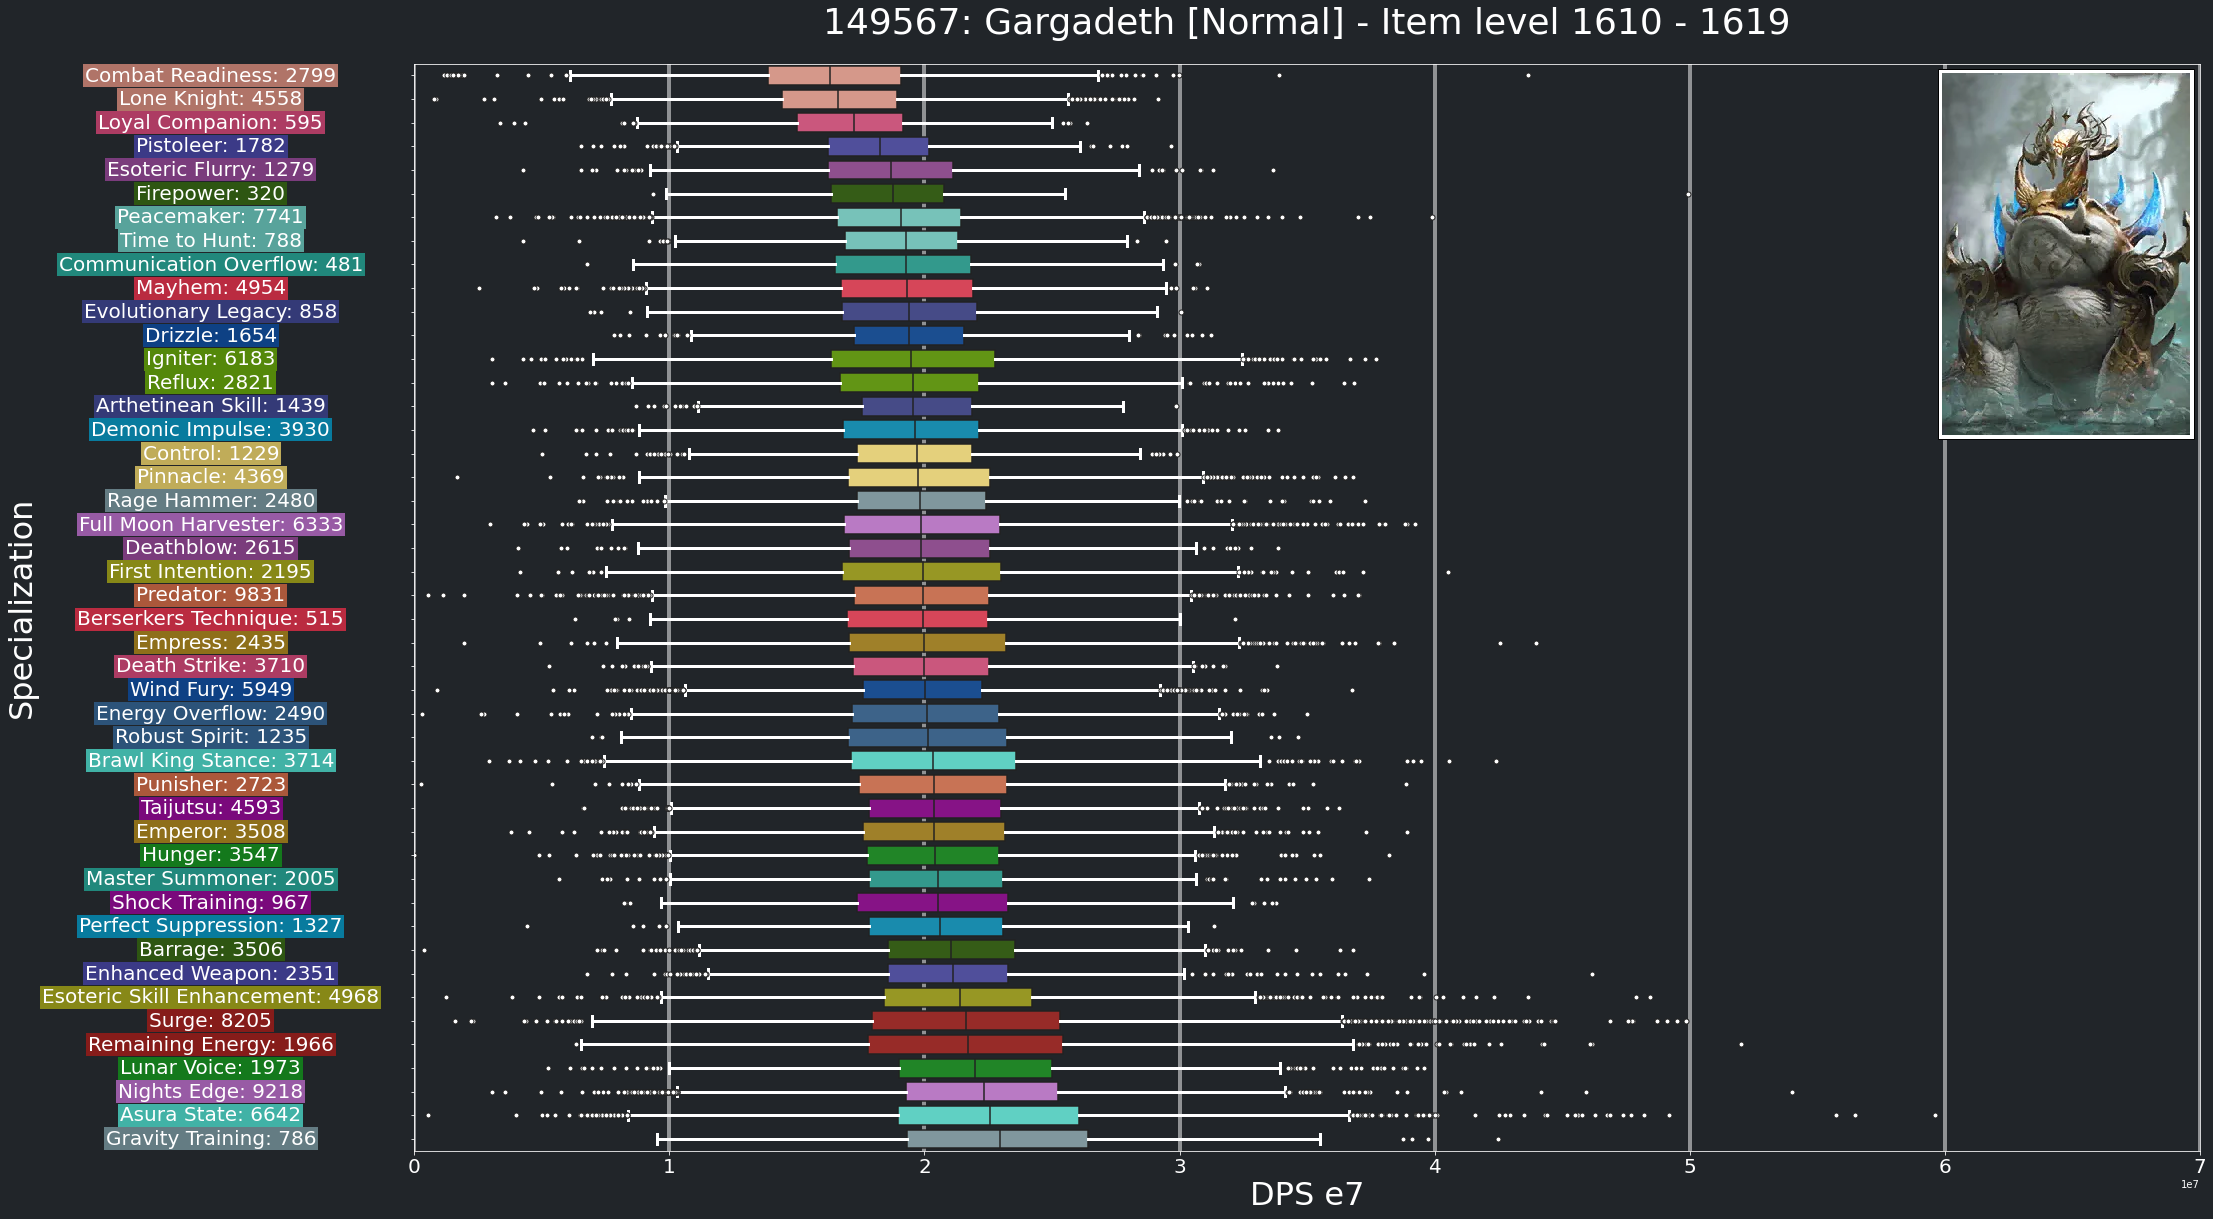 149567: Gargadeth [Normal] - Item level 1610 - 1619
Specialization
Combat Readiness: 2799
Lone Knight: 4558
Loyal Companion: 595
Pistoleer: 1782
Esoteric Flurry: 1279
Firepower: 320
Peacemaker: 7741
Time to Hunt: 788
Communication Overflow: 481
Mayhem: 4954
Evolutionary Legacy: 858
Drizzle: 1654
Igniter: 6183
Reflux: 2821
Arthetinean Skill: 1439
Demonic Impulse: 3930
Control: 1229
Pinnacle: 4369
Rage Hammer: 2480
Full Moon Harvester: 6333
Deathblow: 2615
First Intention: 2195
Predator: 9831
Berserkers Technique: 515
Empress: 2435
Death Strike: 3710
Wind Fury: 5949
Energy Overflow: 2490
Robust Spirit: 1235
Brawl King Stance: 3714
Punisher: 2723
Taijutsu: 4593
Emperor: 3508
Hunger: 3547
Master Summoner: 2005
Shock Training: 967
Perfect Suppression: 1327
Barrage: 3506
Enhanced Weapon: 2351
Esoteric Skill Enhancement: 4968
Surge: 8205
Remaining Energy: 1966
Lunar Voice: 1973
Nights Edge: 9218
Asura State: 6642
Gravity Training: 786
0 1 2 3 4 5 6 7
DPS e7
1e7